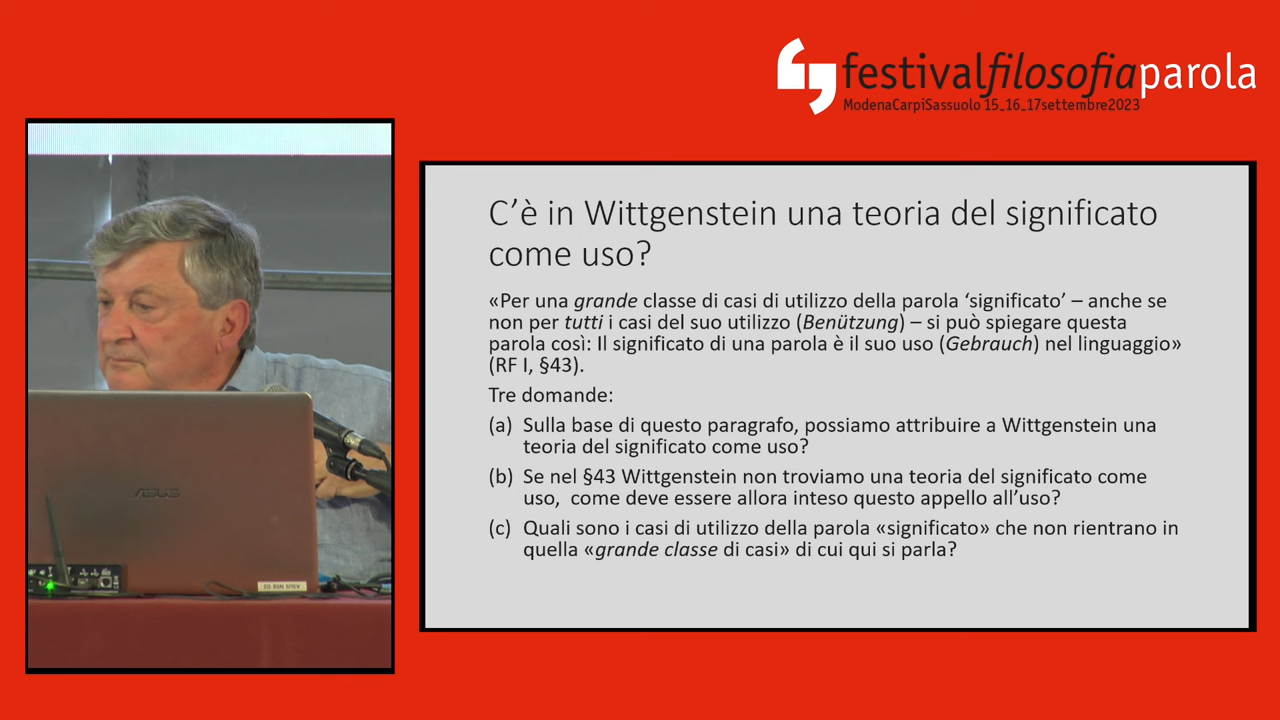 festivalfilosofiaparola
ModenaCarpiSassuolo 15_16_17settembre2023
C’è in Wittgenstein una teoria del significato
come uso?
«Per una grande classe di casi di utilizzo della parola ‘significato’ – anche se
non per tutti i casi del suo utilizzo (Benützung) – si può spiegare questa
parola così: Il significato di una parola è il suo uso (Gebrauch) nel linguaggio»
(RF I, §43).
Tre domande:
(a) Sulla base di questo paragrafo, possiamo attribuire a Wittgenstein una
teoria del significato come uso?
(b) Se nel §43 Wittgenstein non troviamo una teoria del significato come
uso, come deve essere allora inteso questo appello all’uso?
(c) Quali sono i casi di utilizzo della parola «significato» che non rientrano in
quella «grande classe di casi» di cui qui si parla?
ASUS